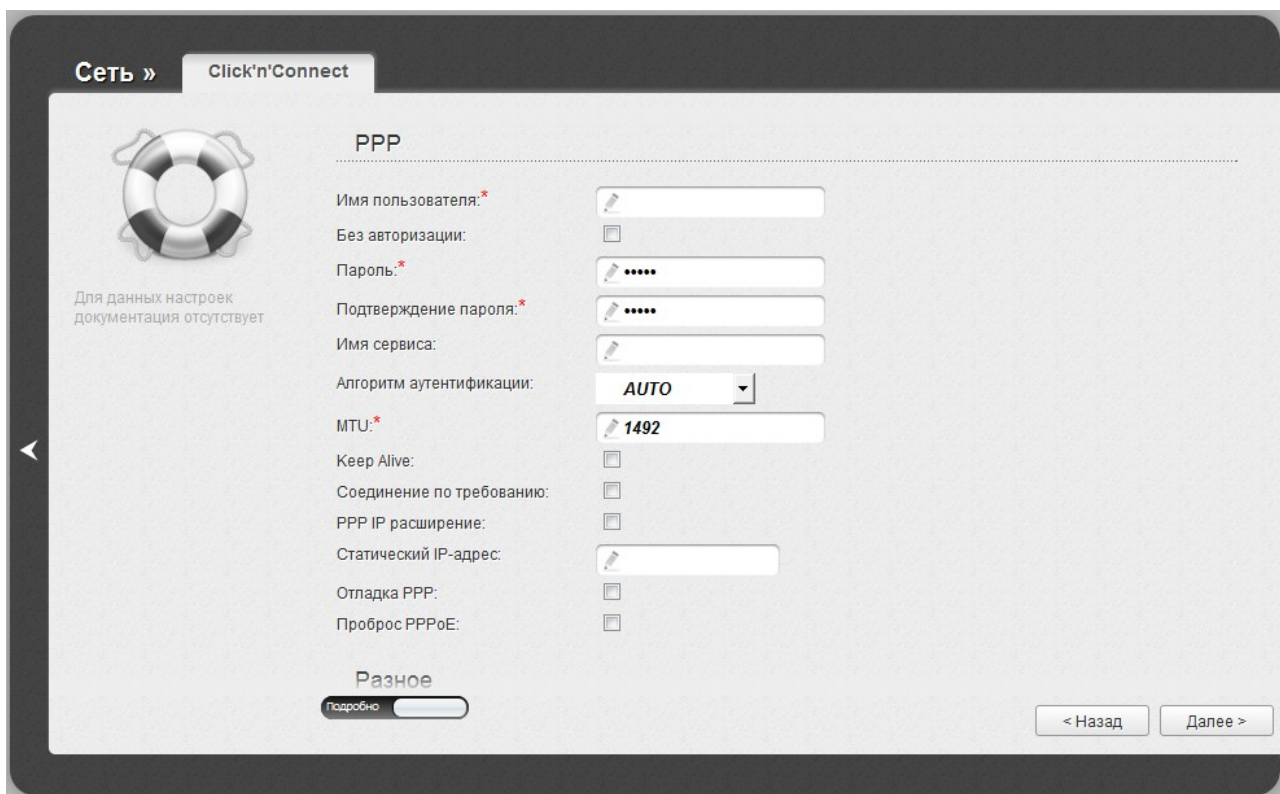 Сеть »
Click'n'Connect
Для данных настроек
документация отсутствует
PPP
Имя пользователя:*
Без авторизации:
Пароль:* •••••
Подтверждение пароля:* •••••
Имя сервиса:
Алгоритм аутентификации: AUTO
MTU:* 1492
Keep Alive:
Соединение по требованию:
PPP IP расширение:
Статический IP-адрес:
Отладка PPP:
Проброс PPPoE:
Разное
Подробно
< Назад
Далее >